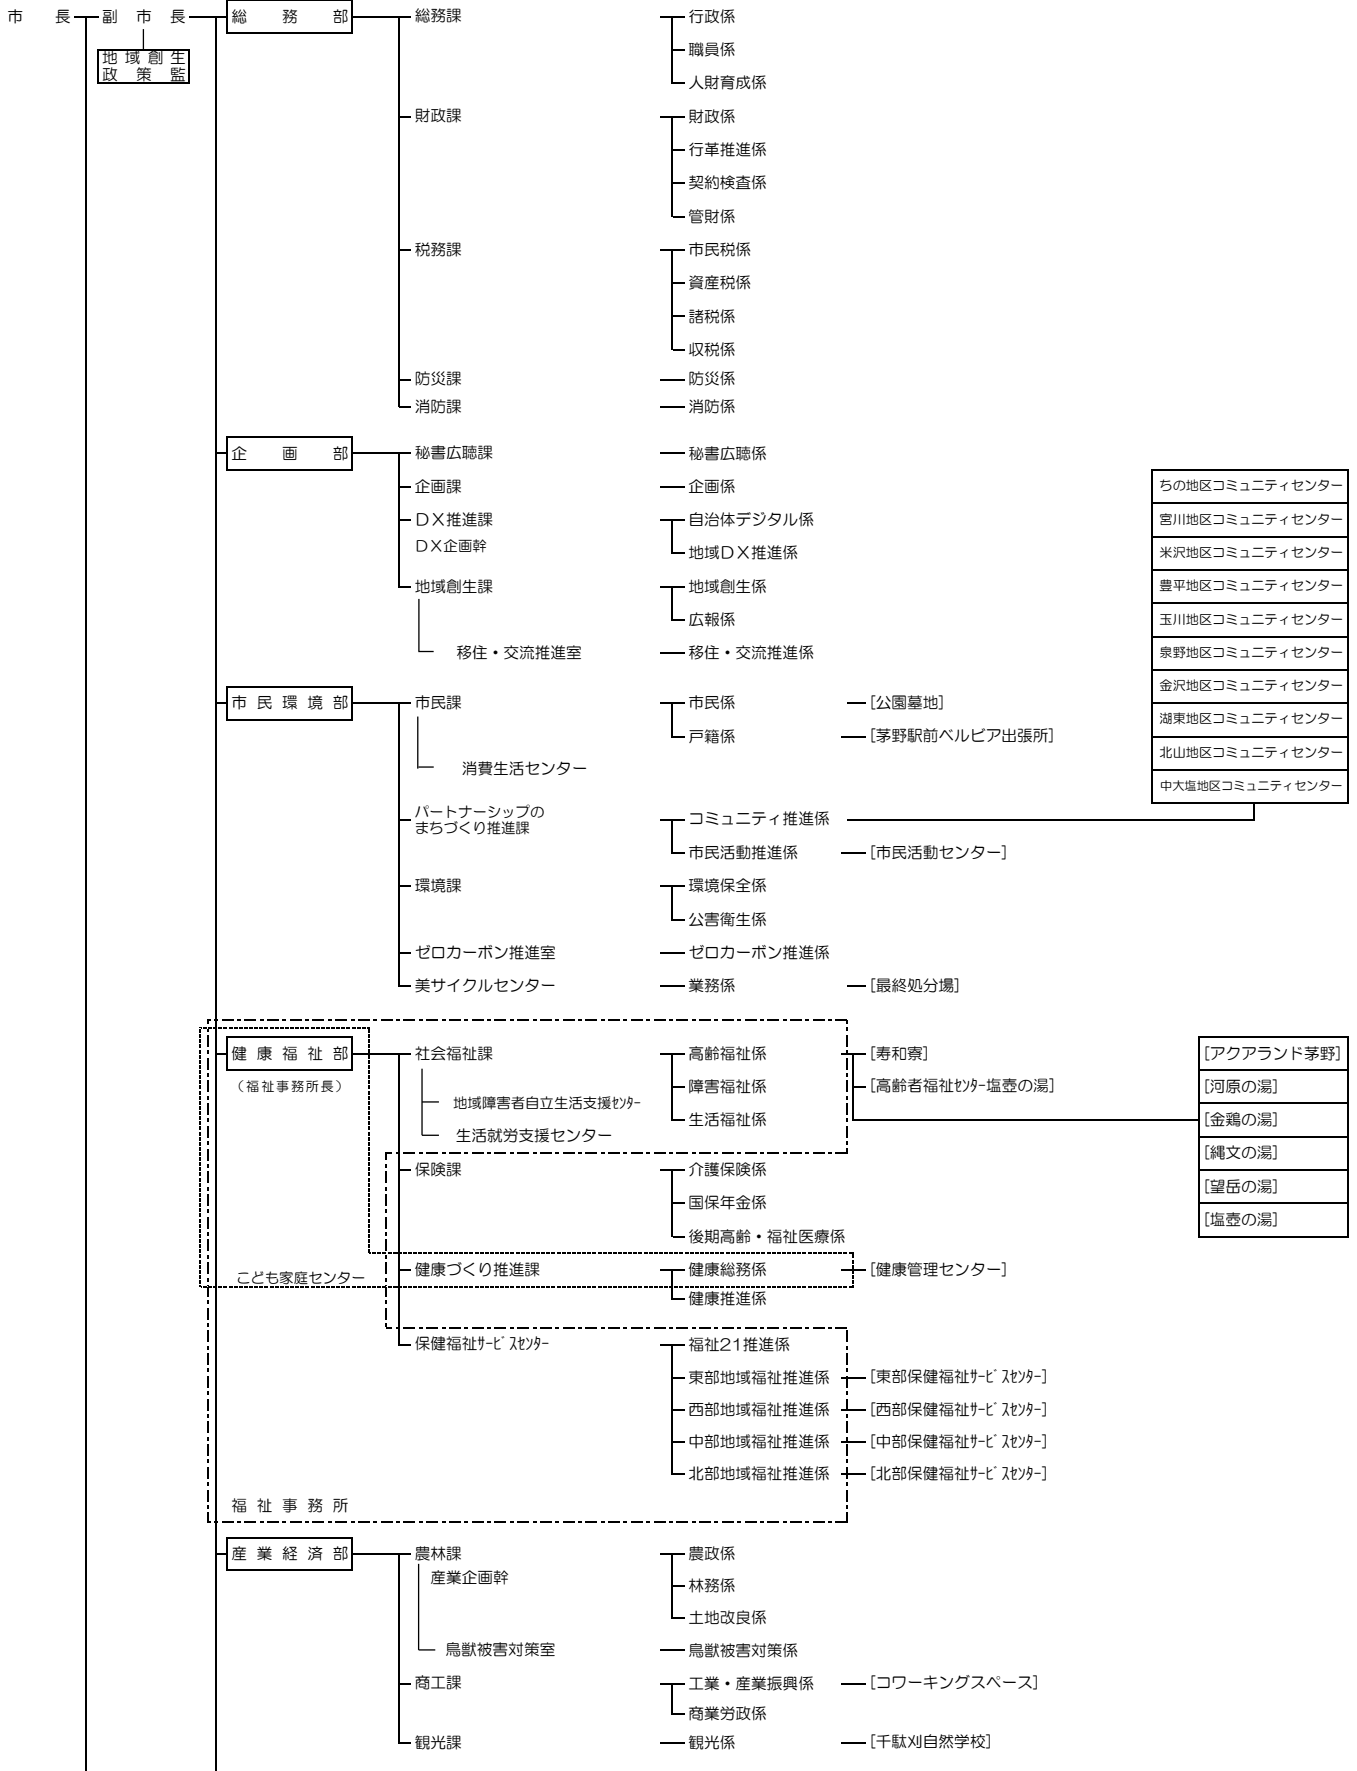 市長 副市長 総務部 総務課 行政係
地域創生
政策監
職員係
人財育成係
財政課 財政係
行革推進係
契約検査係
管財係
税務課 市民税係
資産税係
諸税係
収税係
防災課 防災係
消防課 消防係
企画部 秘書広聴課 秘書広聴係
企画課 企画係
DX推進課 自治体デジタル係
DX企画幹
地域DX推進係
地域創生課 地域創生係
広報係
移住・交流推進室 移住・交流推進係
ちの地区コミュニティセンター
宮川地区コミュニティセンター
米沢地区コミュニティセンター
豊平地区コミュニティセンター
玉川地区コミュニティセンター
泉野地区コミュニティセンター
金沢地区コミュニティセンター
湖東地区コミュニティセンター
北山地区コミュニティセンター
中大塩地区コミュニティセンター
市民環境部 市民課 市民係 [公園墓地]
戸籍係 [茅野駅前ベルビア出張所]
消費生活センター
パートナーシップの
まちづくり推進課
コミュニティ推進係
市民活動推進係 [市民活動センター]
環境課 環境保全係
公害衛生係
ゼロカーボン推進室 ゼロカーボン推進係
美サイクルセンター 業務係 [最終処分場]
健康福祉部 社会福祉課 高齢福祉係 [寿和寮]
(福祉事務所長) 障害福祉係 [高齢者福祉センター塩壺の湯]
地域障害者自立生活支援センター
生活福祉係
生活就労支援センター
[アクアランド茅野]
[河原の湯]
[金鶏の湯]
[縄文の湯]
[望岳の湯]
[塩壺の湯]
保険課 介護保険係
国保年金係
後期高齢・福祉医療係
こども家庭センター 健康づくり推進課 健康総務係 [健康管理センター]
健康推進係
保健福祉サービスセンター 福祉21推進係
東部地域福祉推進係 [東部保健福祉サービスセンター]
西部地域福祉推進係 [西部保健福祉サービスセンター]
中部地域福祉推進係 [中部保健福祉サービスセンター]
北部地域福祉推進係 [北部保健福祉サービスセンター]
福祉事務所
産業経済部 農林課 農政係
産業企画幹
林務係
土地改良係
鳥獣被害対策室 鳥獣被害対策係
商工課 工業・産業振興係 [コワーキングスペース]
商業労政係
観光課 観光係 [千駄刈自然学校]